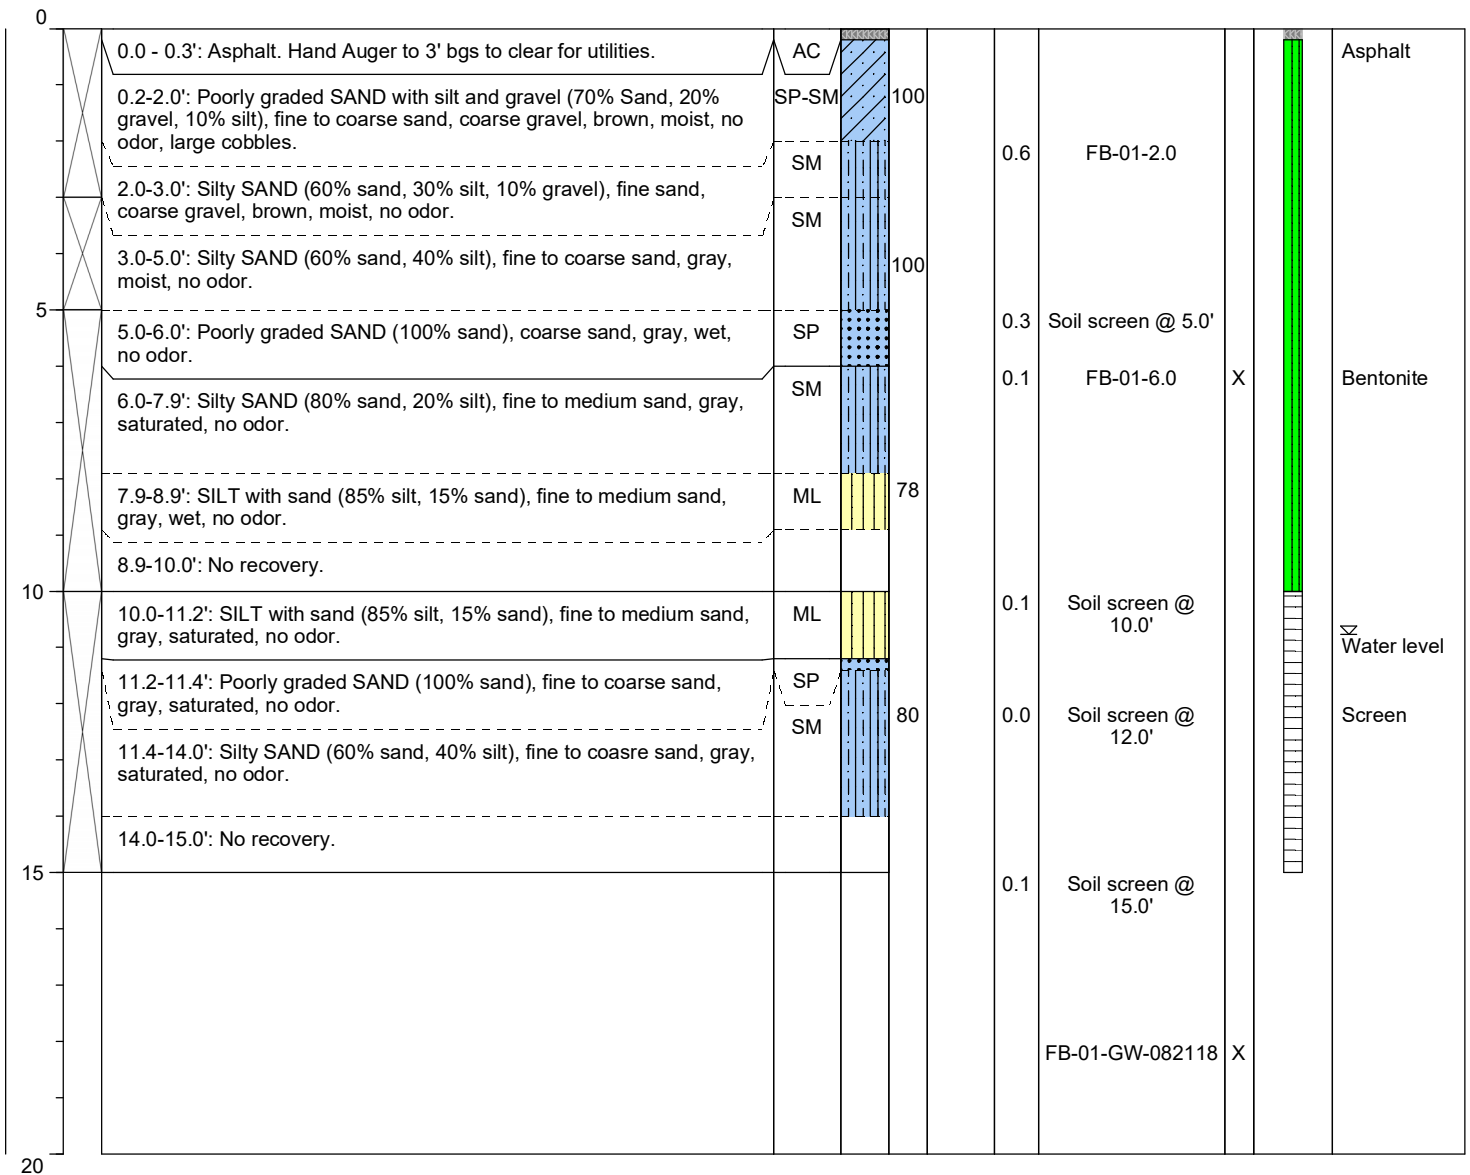 0
0.0 - 0.3': Asphalt. Hand Auger to 3' bgs to clear for utilities.
AC
Asphalt
0.2-2.0': Poorly graded SAND with silt and gravel (70% Sand, 20%
gravel, 10% silt), fine to coarse sand, coarse gravel, brown, moist, no
odor, large cobbles.
SP-SM
100
SM
0.6
FB-01-2.0
2.0-3.0': Silty SAND (60% sand, 30% silt, 10% gravel), fine sand,
coarse gravel, brown, moist, no odor.
SM
3.0-5.0': Silty SAND (60% sand, 40% silt), fine to coarse sand, gray,
moist, no odor.
100
5
5.0-6.0': Poorly graded SAND (100% sand), coarse sand, gray, wet,
no odor.
SP
0.3
Soil screen @ 5.0'
6.0-7.9': Silty SAND (80% sand, 20% silt), fine to medium sand, gray,
saturated, no odor.
SM
0.1
FB-01-6.0
X
Bentonite
7.9-8.9': SILT with sand (85% silt, 15% sand), fine to medium sand,
gray, wet, no odor.
ML
78
8.9-10.0': No recovery.
10
10.0-11.2': SILT with sand (85% silt, 15% sand), fine to medium sand,
gray, saturated, no odor.
ML
0.1
Soil screen @
10.0'
Water level
11.2-11.4': Poorly graded SAND (100% sand), fine to coarse sand,
gray, saturated, no odor.
SP
SM
80
0.0
Soil screen @
12.0'
Screen
11.4-14.0': Silty SAND (60% sand, 40% silt), fine to coasre sand, gray,
saturated, no odor.
14.0-15.0': No recovery.
15
0.1
Soil screen @
15.0'
FB-01-GW-082118
X
20